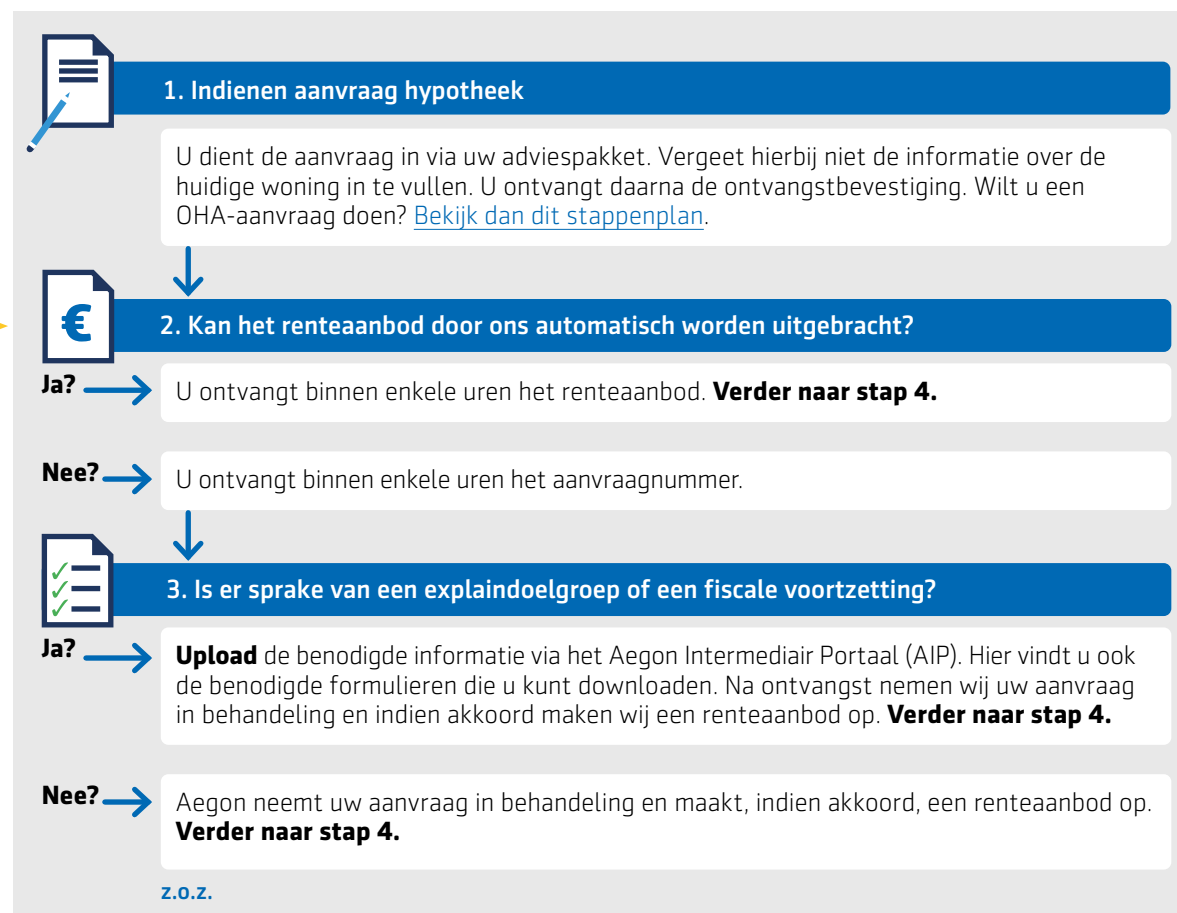 1. Indienen aanvraag hypotheek
U dient de aanvraag in via uw adviespakket. Vergeet hierbij niet de informatie over de
huidige woning in te vullen. U ontvangt daarna de ontvangstbevestiging. Wilt u een
OHA-aanvraag doen? Bekijk dan dit stappenplan.
€
2. Kan het renteaanbod door ons automatisch worden uitgebracht?
Ja?
U ontvangt binnen enkele uren het renteaanbod. Verder naar stap 4.
Nee?
U ontvangt binnen enkele uren het aanvraagnummer.
3. Is er sprake van een explaindoelgroep of een fiscale voortzetting?
Ja?
Upload de benodigde informatie via het Aegon Intermediair Portaal (AIP). Hier vindt u ook
de benodigde formulieren die u kunt downloaden. Na ontvangst nemen wij uw aanvraag
in behandeling en indien akkoord maken wij een renteaanbod op. Verder naar stap 4.
Nee?
Aegon neemt uw aanvraag in behandeling en maakt, indien akkoord, een renteaanbod op.
Verder naar stap 4.
z.o.z.